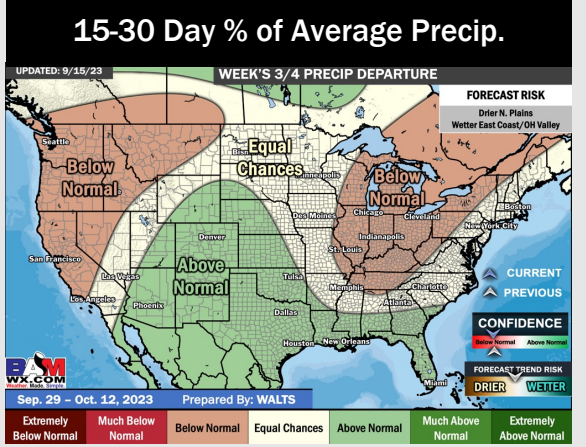 15-30 Day % of Average Precip.
UPDATED: 9/15/23
WEEK'S 3/4 PRECIP DEPARTURE
FORECAST RISK
Drier N. Plains
Wetter East Coast/OH Valley
Seattle
Below
Normal
Equal
Chances
Minneapolis
Below
Normal
Boston
Des Moines
Chicago
Cleveland
New York City
Denver
Indianapolis
St. Louis
San Francisco
Above
Normal
Las Vegas
Tulsa
Memphis
Charlotte
Los Angeles
Phoenix
Atlanta
Dallas
Houston
New Orleans
Miami
CURRENT
PREVIOUS
CONFIDENCE
Below Normal
Above Normal
FORECAST TREND RISK
DRIER
WETTER
BAM
WX.COM
Weather. Made. Simple.
Sep. 29 – Oct. 12, 2023
Prepared By: WALTS
Extremely
Below Normal
Much Below
Normal
Below Normal
Equal Chances
Above Normal
Much Above
Normal
Extremely
Above Normal